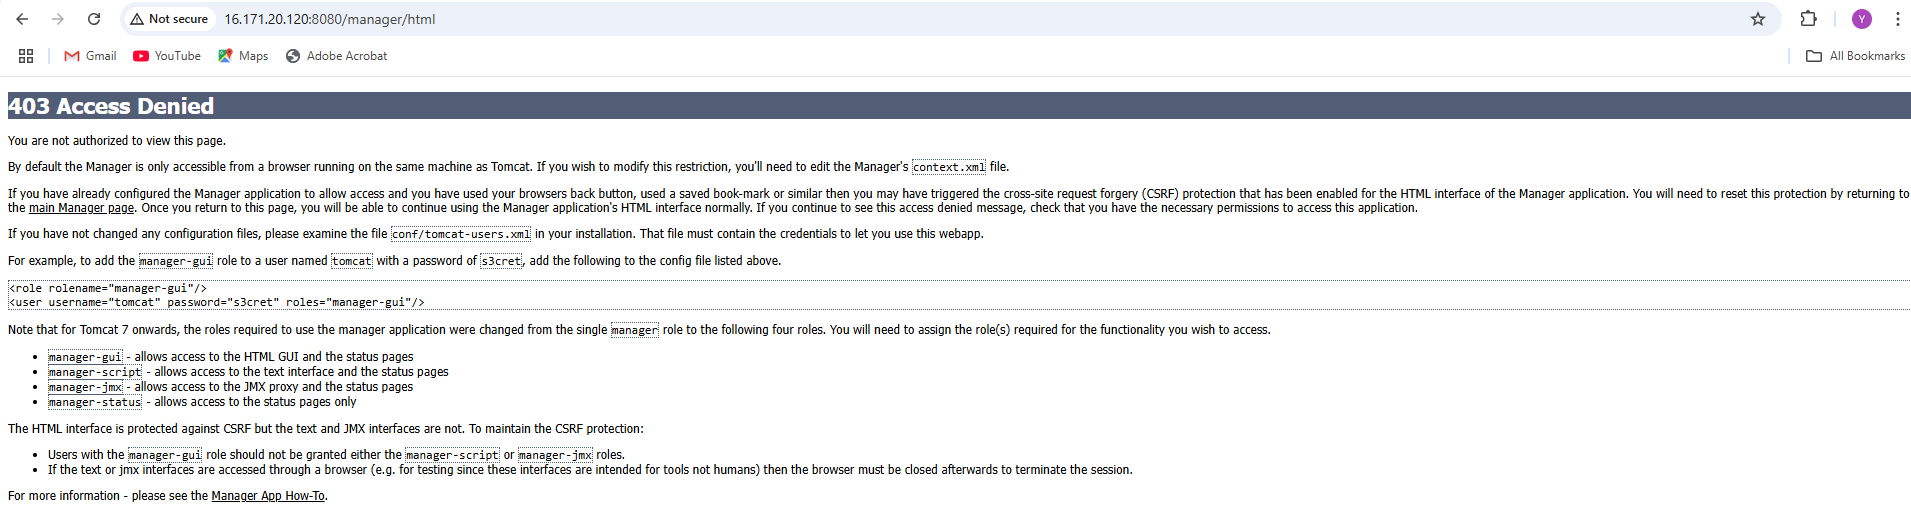 Not secure 16.171.20.120:8080/manager/html Y
Gmail YouTube Maps Adobe Acrobat All Bookmarks
403 Access Denied
You are not authorized to view this page.
By default the Manager is only accessible from a browser running on the same machine as Tomcat. If you wish to modify this restriction, you'll need to edit the Manager's context.xml file.
If you have already configured the Manager application to allow access and you have used your browsers back button, used a saved book-mark or similar then you may have triggered the cross-site request forgery (CSRF) protection that has been enabled for the HTML interface of the Manager application. You will need to reset this protection by returning to
the main Manager page. Once you return to this page, you will be able to continue using the Manager application's HTML interface normally. If you continue to see this access denied message, check that you have the necessary permissions to access this application.
If you have not changed any configuration files, please examine the file conf/tomcat-users.xml in your installation. That file must contain the credentials to let you use this webapp.
For example, to add the manager-gui role to a user named tomcat with a password of s3cret, add the following to the config file listed above.
<role rolename="manager-gui"/>
<user username="tomcat" password="s3cret" roles="manager-gui"/>
Note that for Tomcat 7 onwards, the roles required to use the manager application were changed from the single manager role to the following four roles. You will need to assign the role(s) required for the functionality you wish to access.
• manager-gui - allows access to the HTML GUI and the status pages
• manager-script - allows access to the text interface and the status pages
• manager-jmx - allows access to the JMX proxy and the status pages
• manager-status - allows access to the status pages only
The HTML interface is protected against CSRF but the text and JMX interfaces are not. To maintain the CSRF protection:
• Users with the manager-gui role should not be granted either the manager-script or manager-jmx roles.
• If the text or jmx interfaces are accessed through a browser (e.g. for testing since these interfaces are intended for tools not humans) then the browser must be closed afterwards to terminate the session.
For more information - please see the Manager App How-To.